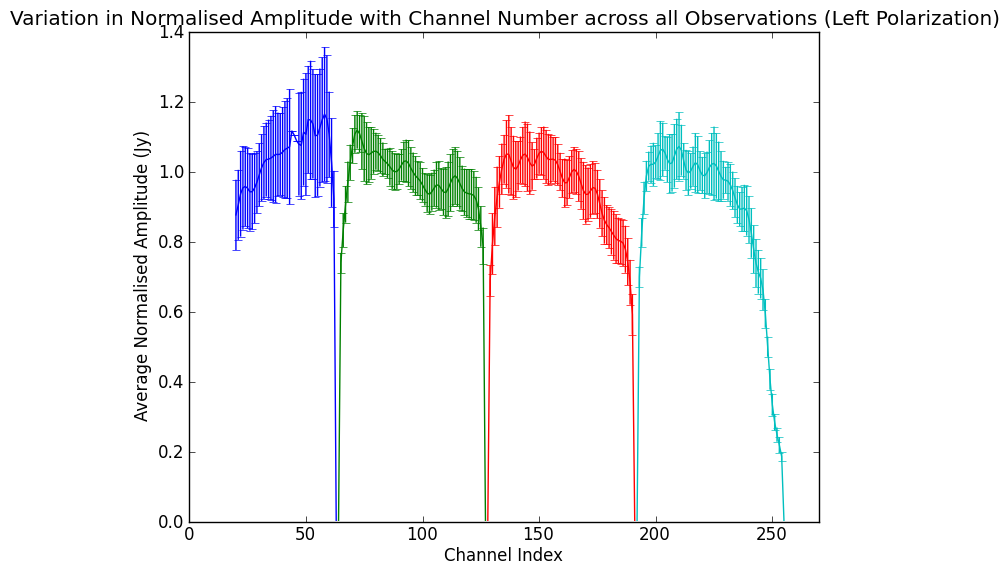 Variation in Normalised Amplitude with Channel Number across all Observations (Left Polarization)
1.4
1.2
1.0
0.8
0.6
0.4
0.2
0.0
Average Normalised Amplitude (Jy)
0 50 100 150 200 250
Channel Index